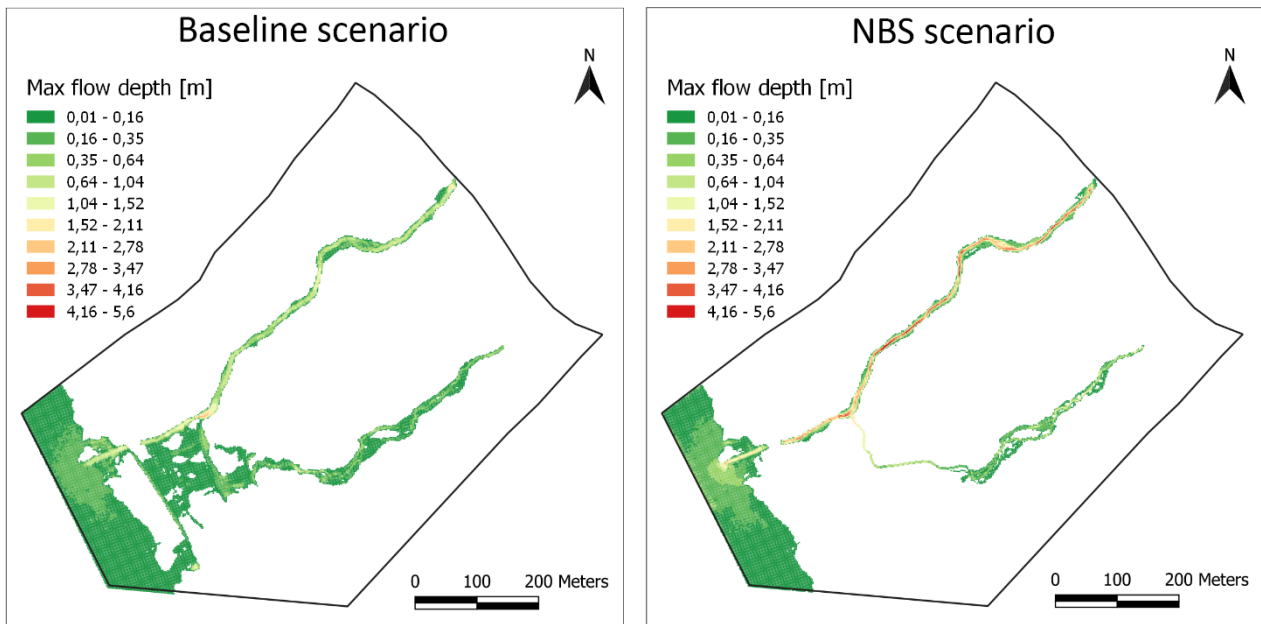 Baseline scenario
N
Max flow depth [m]
0,01 - 0,16
0,16 - 0,35
0,35 - 0,64
0,64 - 1,04
1,04 - 1,52
1,52 - 2,11
2,11 - 2,78
2,78 - 3,47
3,47 - 4,16
4,16 - 5,6
0 100 200 Meters
NBS scenario
N
Max flow depth [m]
0,01 - 0,16
0,16 - 0,35
0,35 - 0,64
0,64 - 1,04
1,04 - 1,52
1,52 - 2,11
2,11 - 2,78
2,78 - 3,47
3,47 - 4,16
4,16 - 5,6
0 100 200 Meters